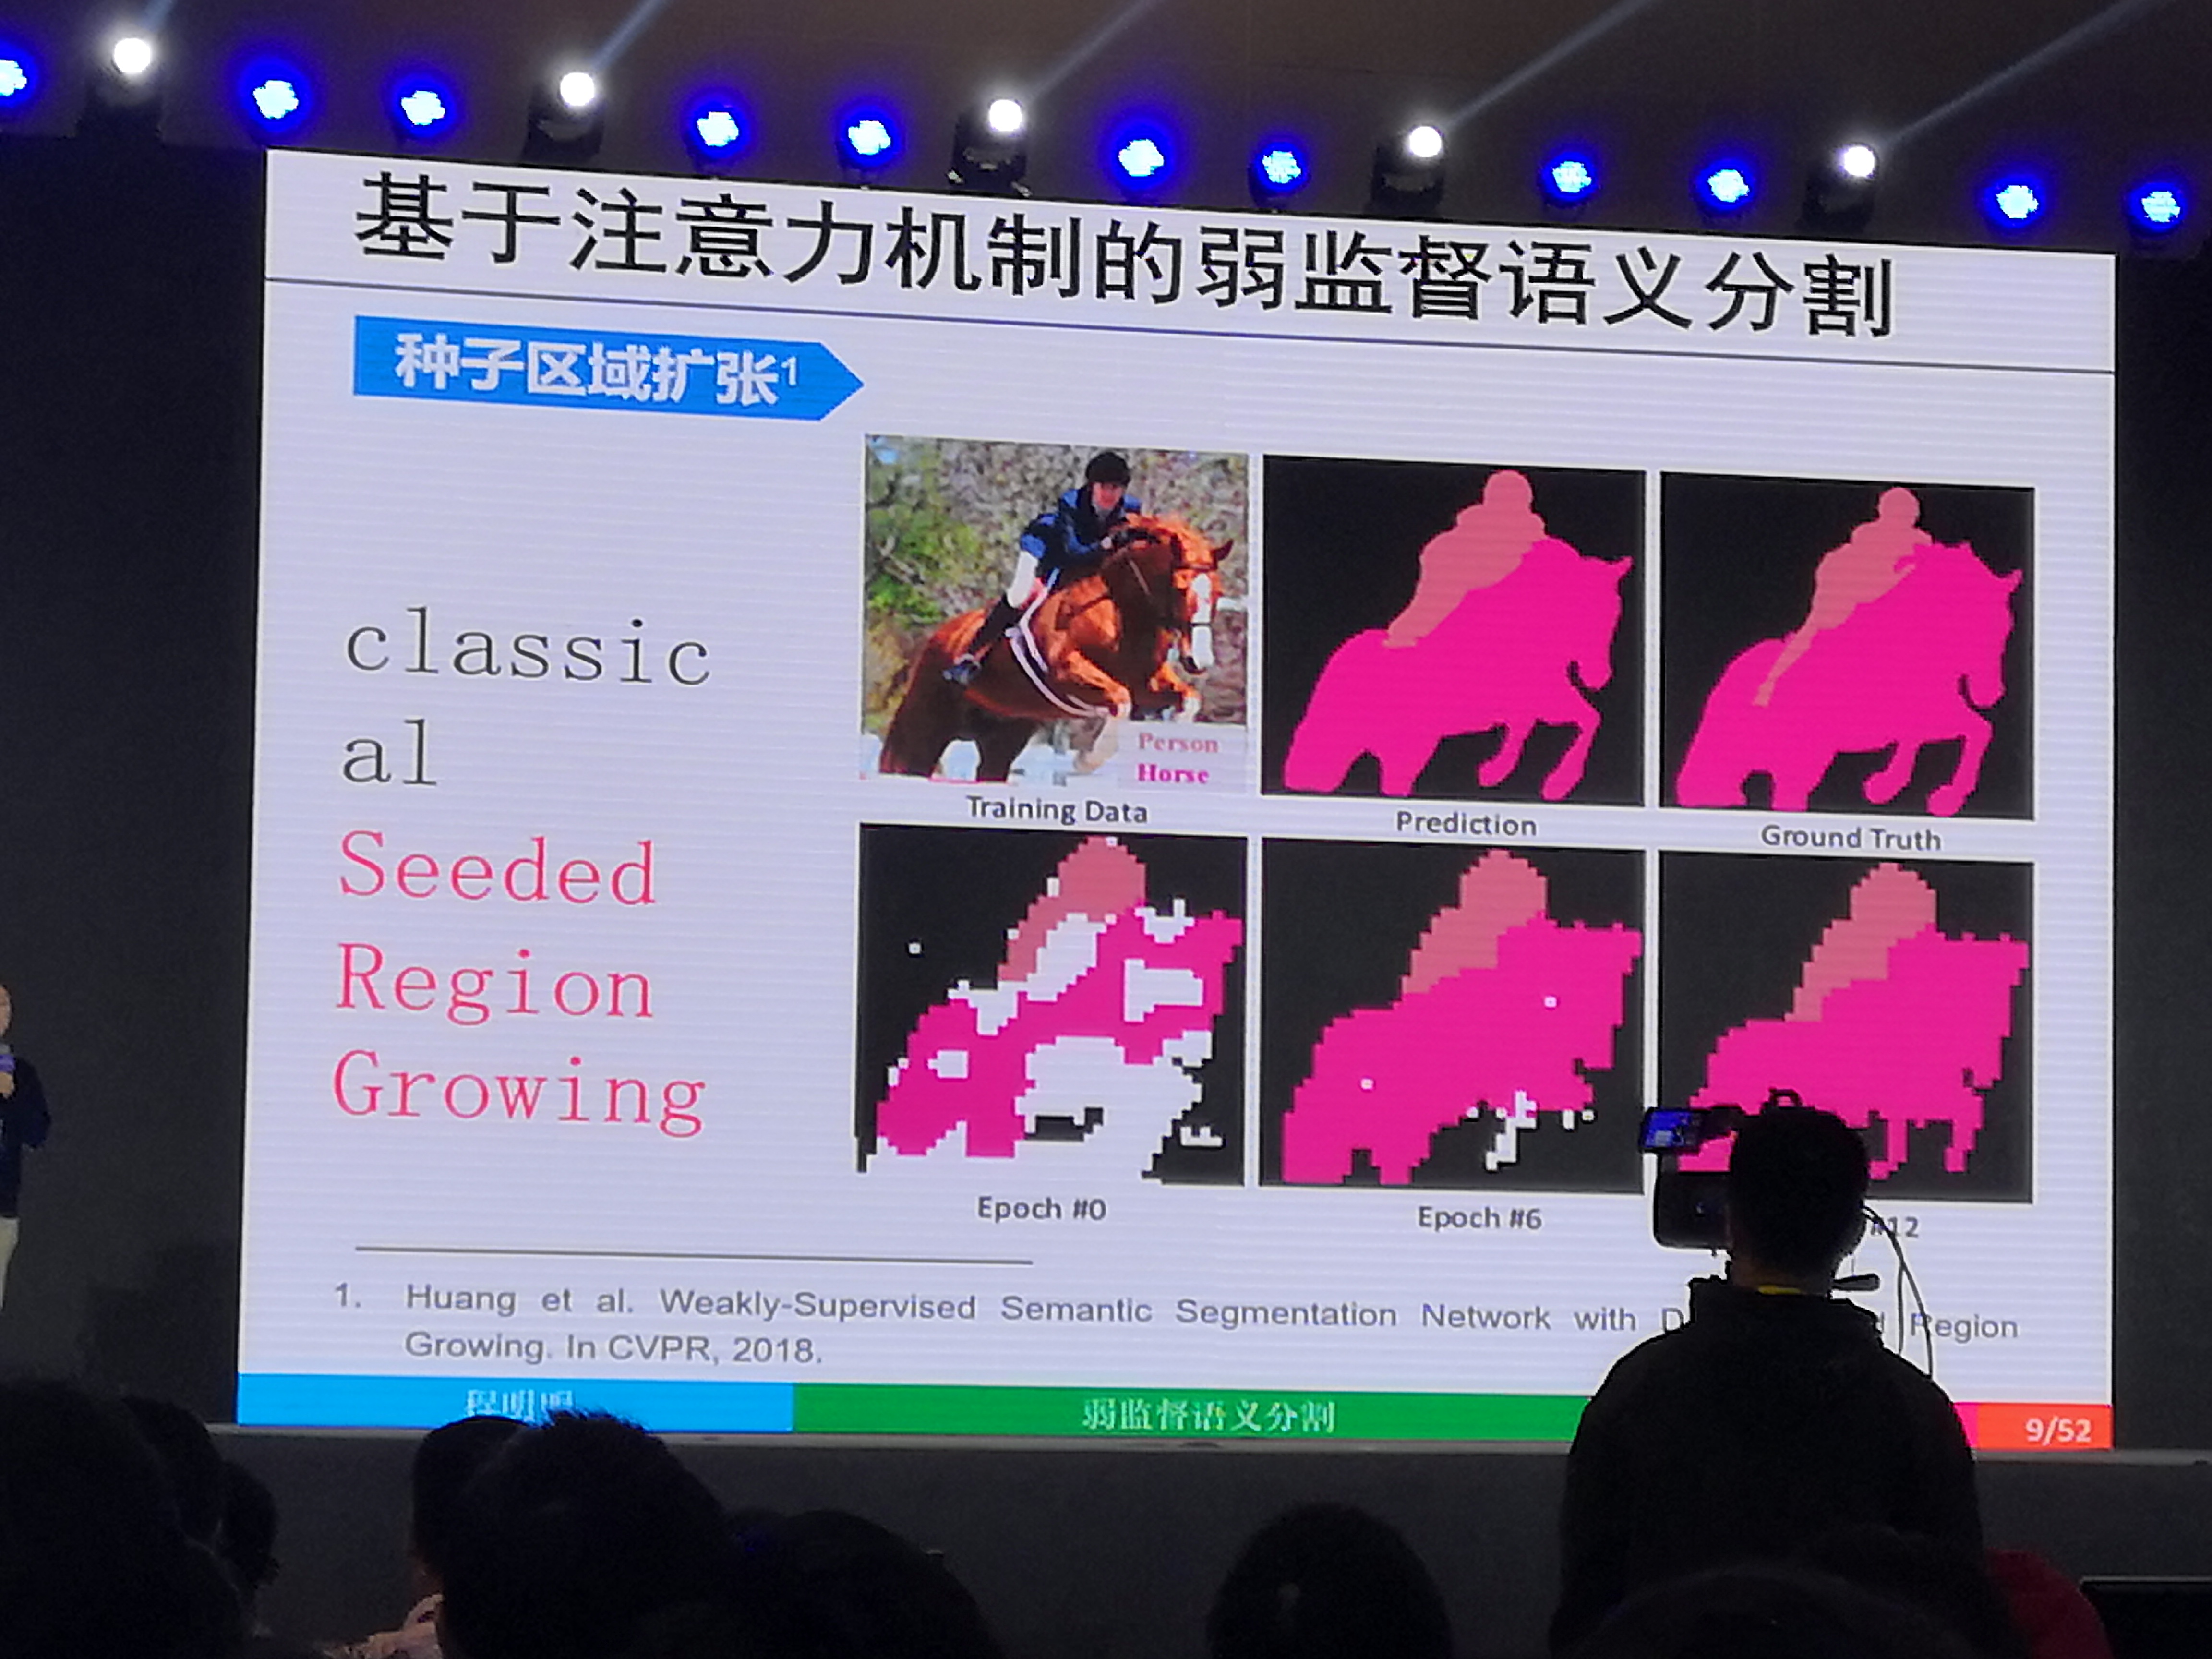 基于注意力机制的弱监督语义分割
种子区域扩张1
classic
al
Seeded
Region
Growing
Person
Horse
Training Data
Prediction
Ground Truth
Epoch #0
Epoch #6
#12
1. Huang et al. Weakly-Supervised Semantic Segmentation Network with Region
Growing. In CVPR, 2018.
程明明
弱监督语义分割
9/52